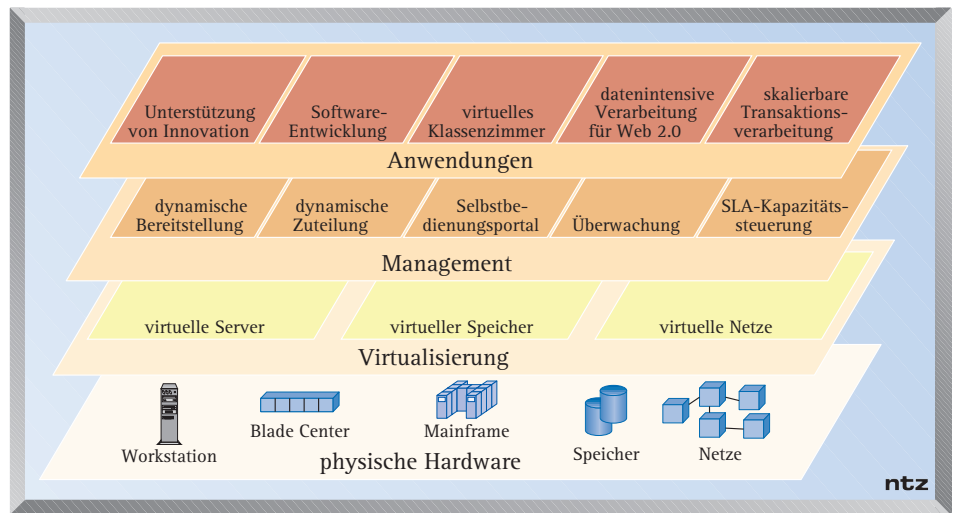 Unterstützung
von Innovation
Software-
Entwicklung
virtuelles
Klassenzimmer
datenintensive
Verarbeitung
für Web 2.0
skalierbare
Transaktions-
verarbeitung
Anwendungen
dynamische
Bereitstellung
dynamische
Zuteilung
Selbstbe-
dienungsportal
Überwachung
SLA-Kapazitäts-
steuerung
Management
virtuelle Server
virtueller Speicher
virtuelle Netze
Virtualisierung
Workstation
Blade Center
Mainframe
Speicher
Netze
physische Hardware
ntz